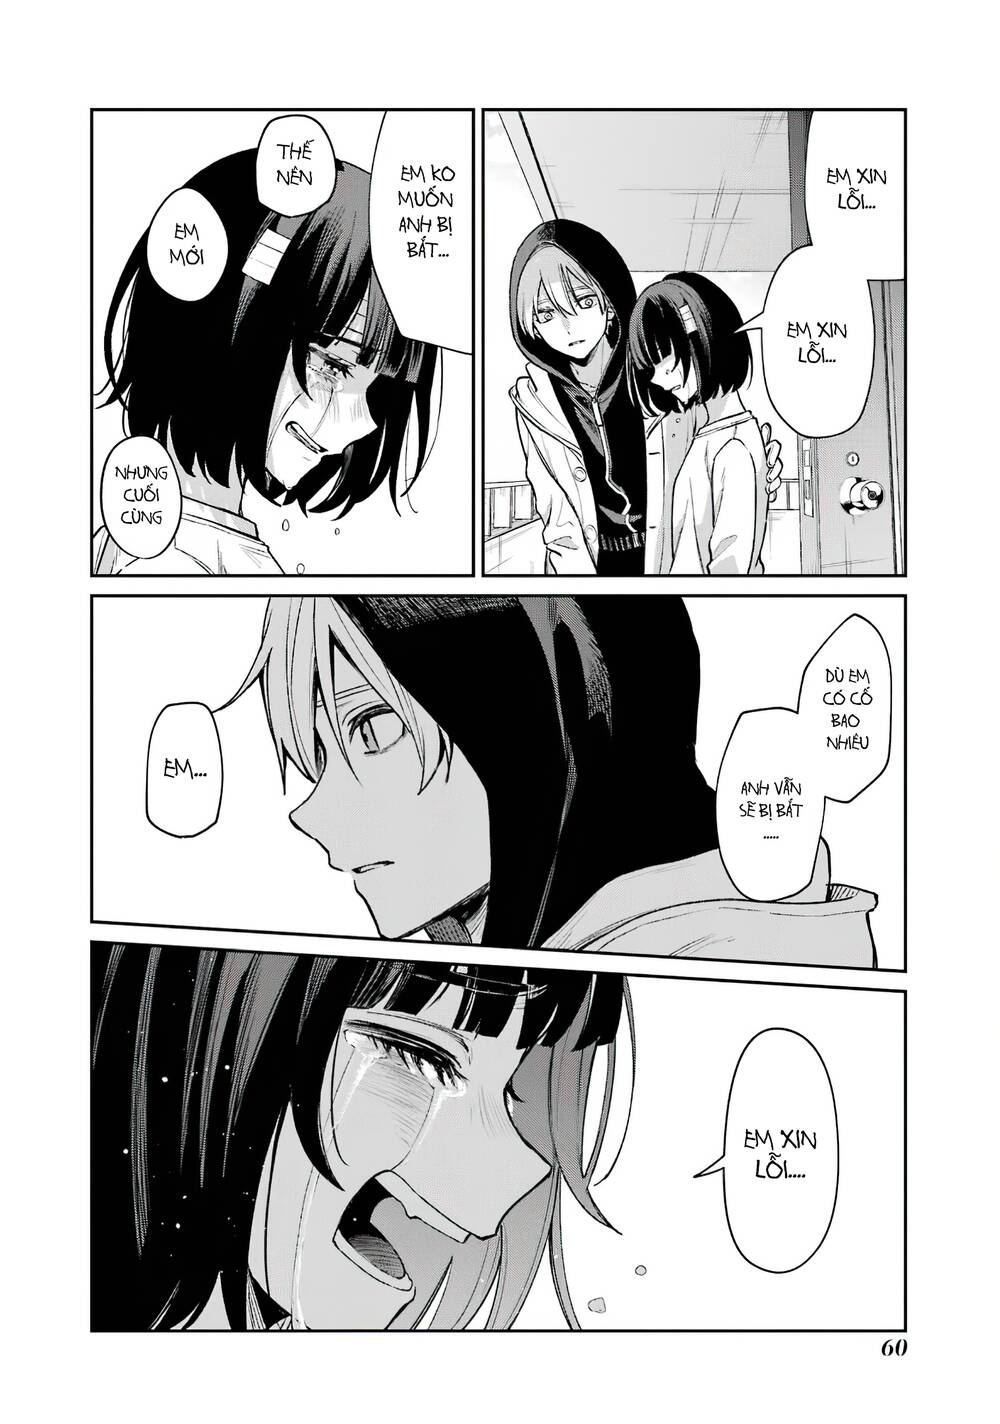 EM XIN
LỖI...
EM XIN
LỖI...
EM KO
MUỐN
ANH BỊ
BẮT...
THẾ
NÊN
EM
MỚI
NHƯNG
CUỐI
CÙNG
DÙ EM
CÓ CỐ
BAO
NHIÊU
ANH VẪN
SẼ BỊ BẮT
.....
EM...
EM XIN
LỖI....
60